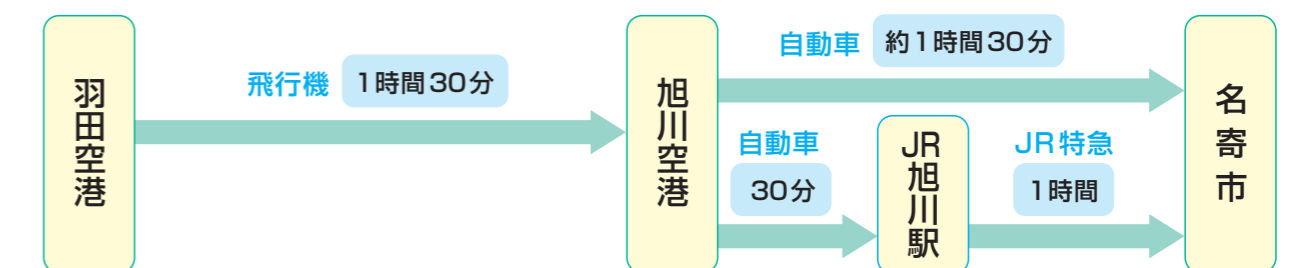 羽田空港
飛行機 1時間30分
旭川空港
自動車 約1時間30分
自動車
30分
JR旭川駅
JR特急
1時間
名寄市